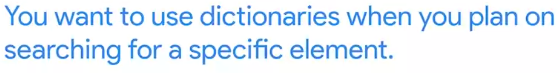 You want to use dictionaries when you plan on
searching for a specific element.